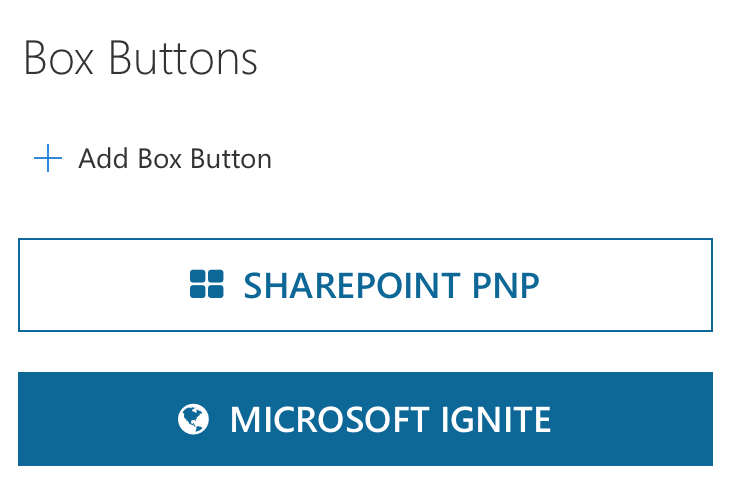 Box Buttons
Add Box Button
SHAREPOINT PNP
MICROSOFT IGNITE